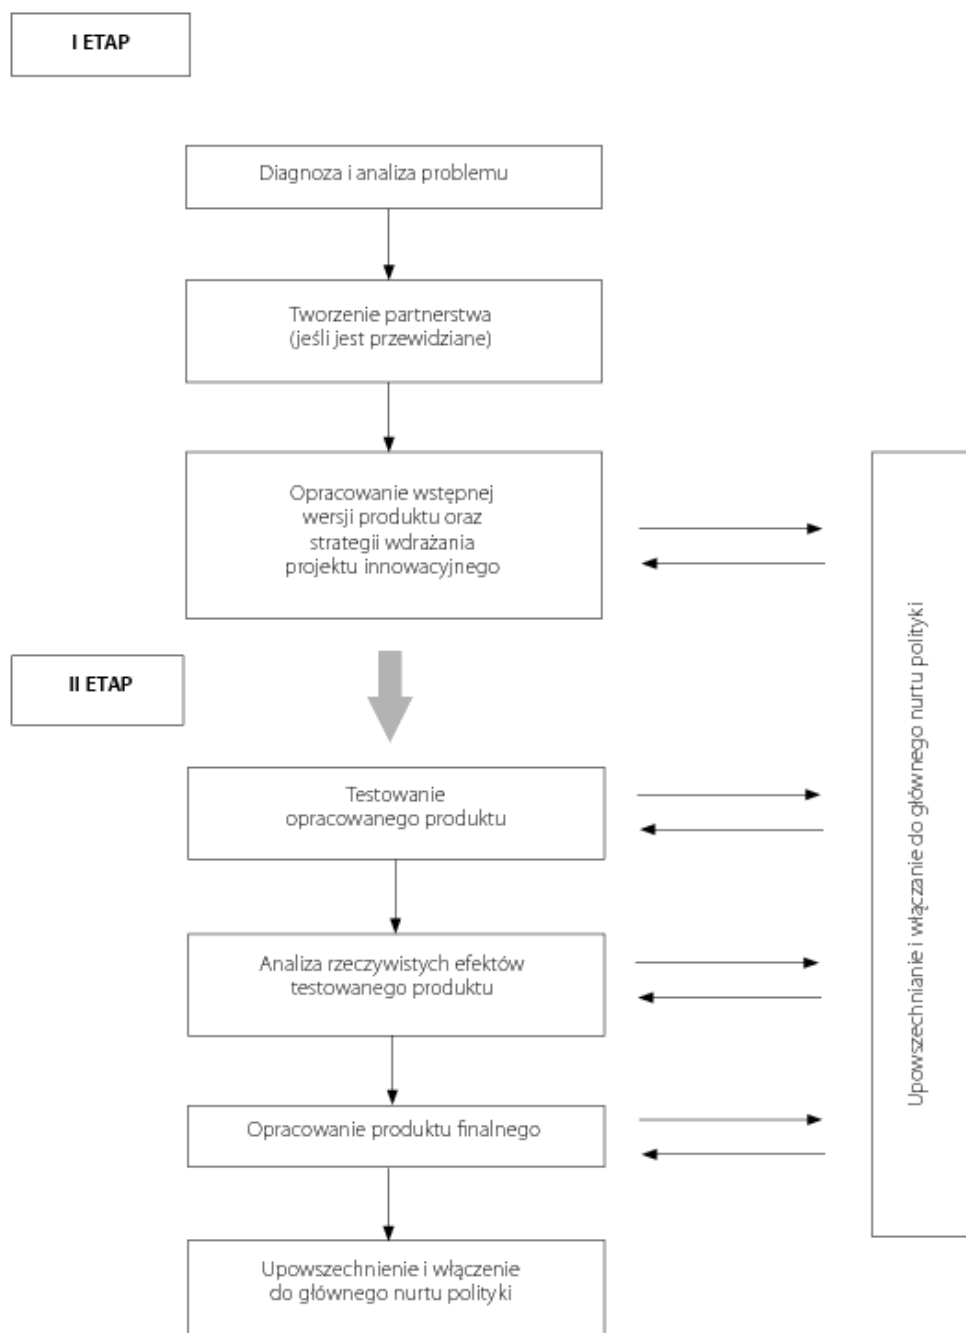 I ETAP
Diagnoza i analiza problemu
Tworzenie partnerstwa
(jeśli jest przewidziane)
Opracowanie wstępnej
wersji produktu oraz
strategii wdrażania
projektu innowacyjnego
II ETAP
Testowanie
opracowanego produktu
Analiza rzeczywistych efektów
testowanego produktu
Opracowanie produktu finalnego
Upowszechnienie i włączenie
do głównego nurtu polityki
Upowszechnianie i włączanie do głównego nurtu polityki